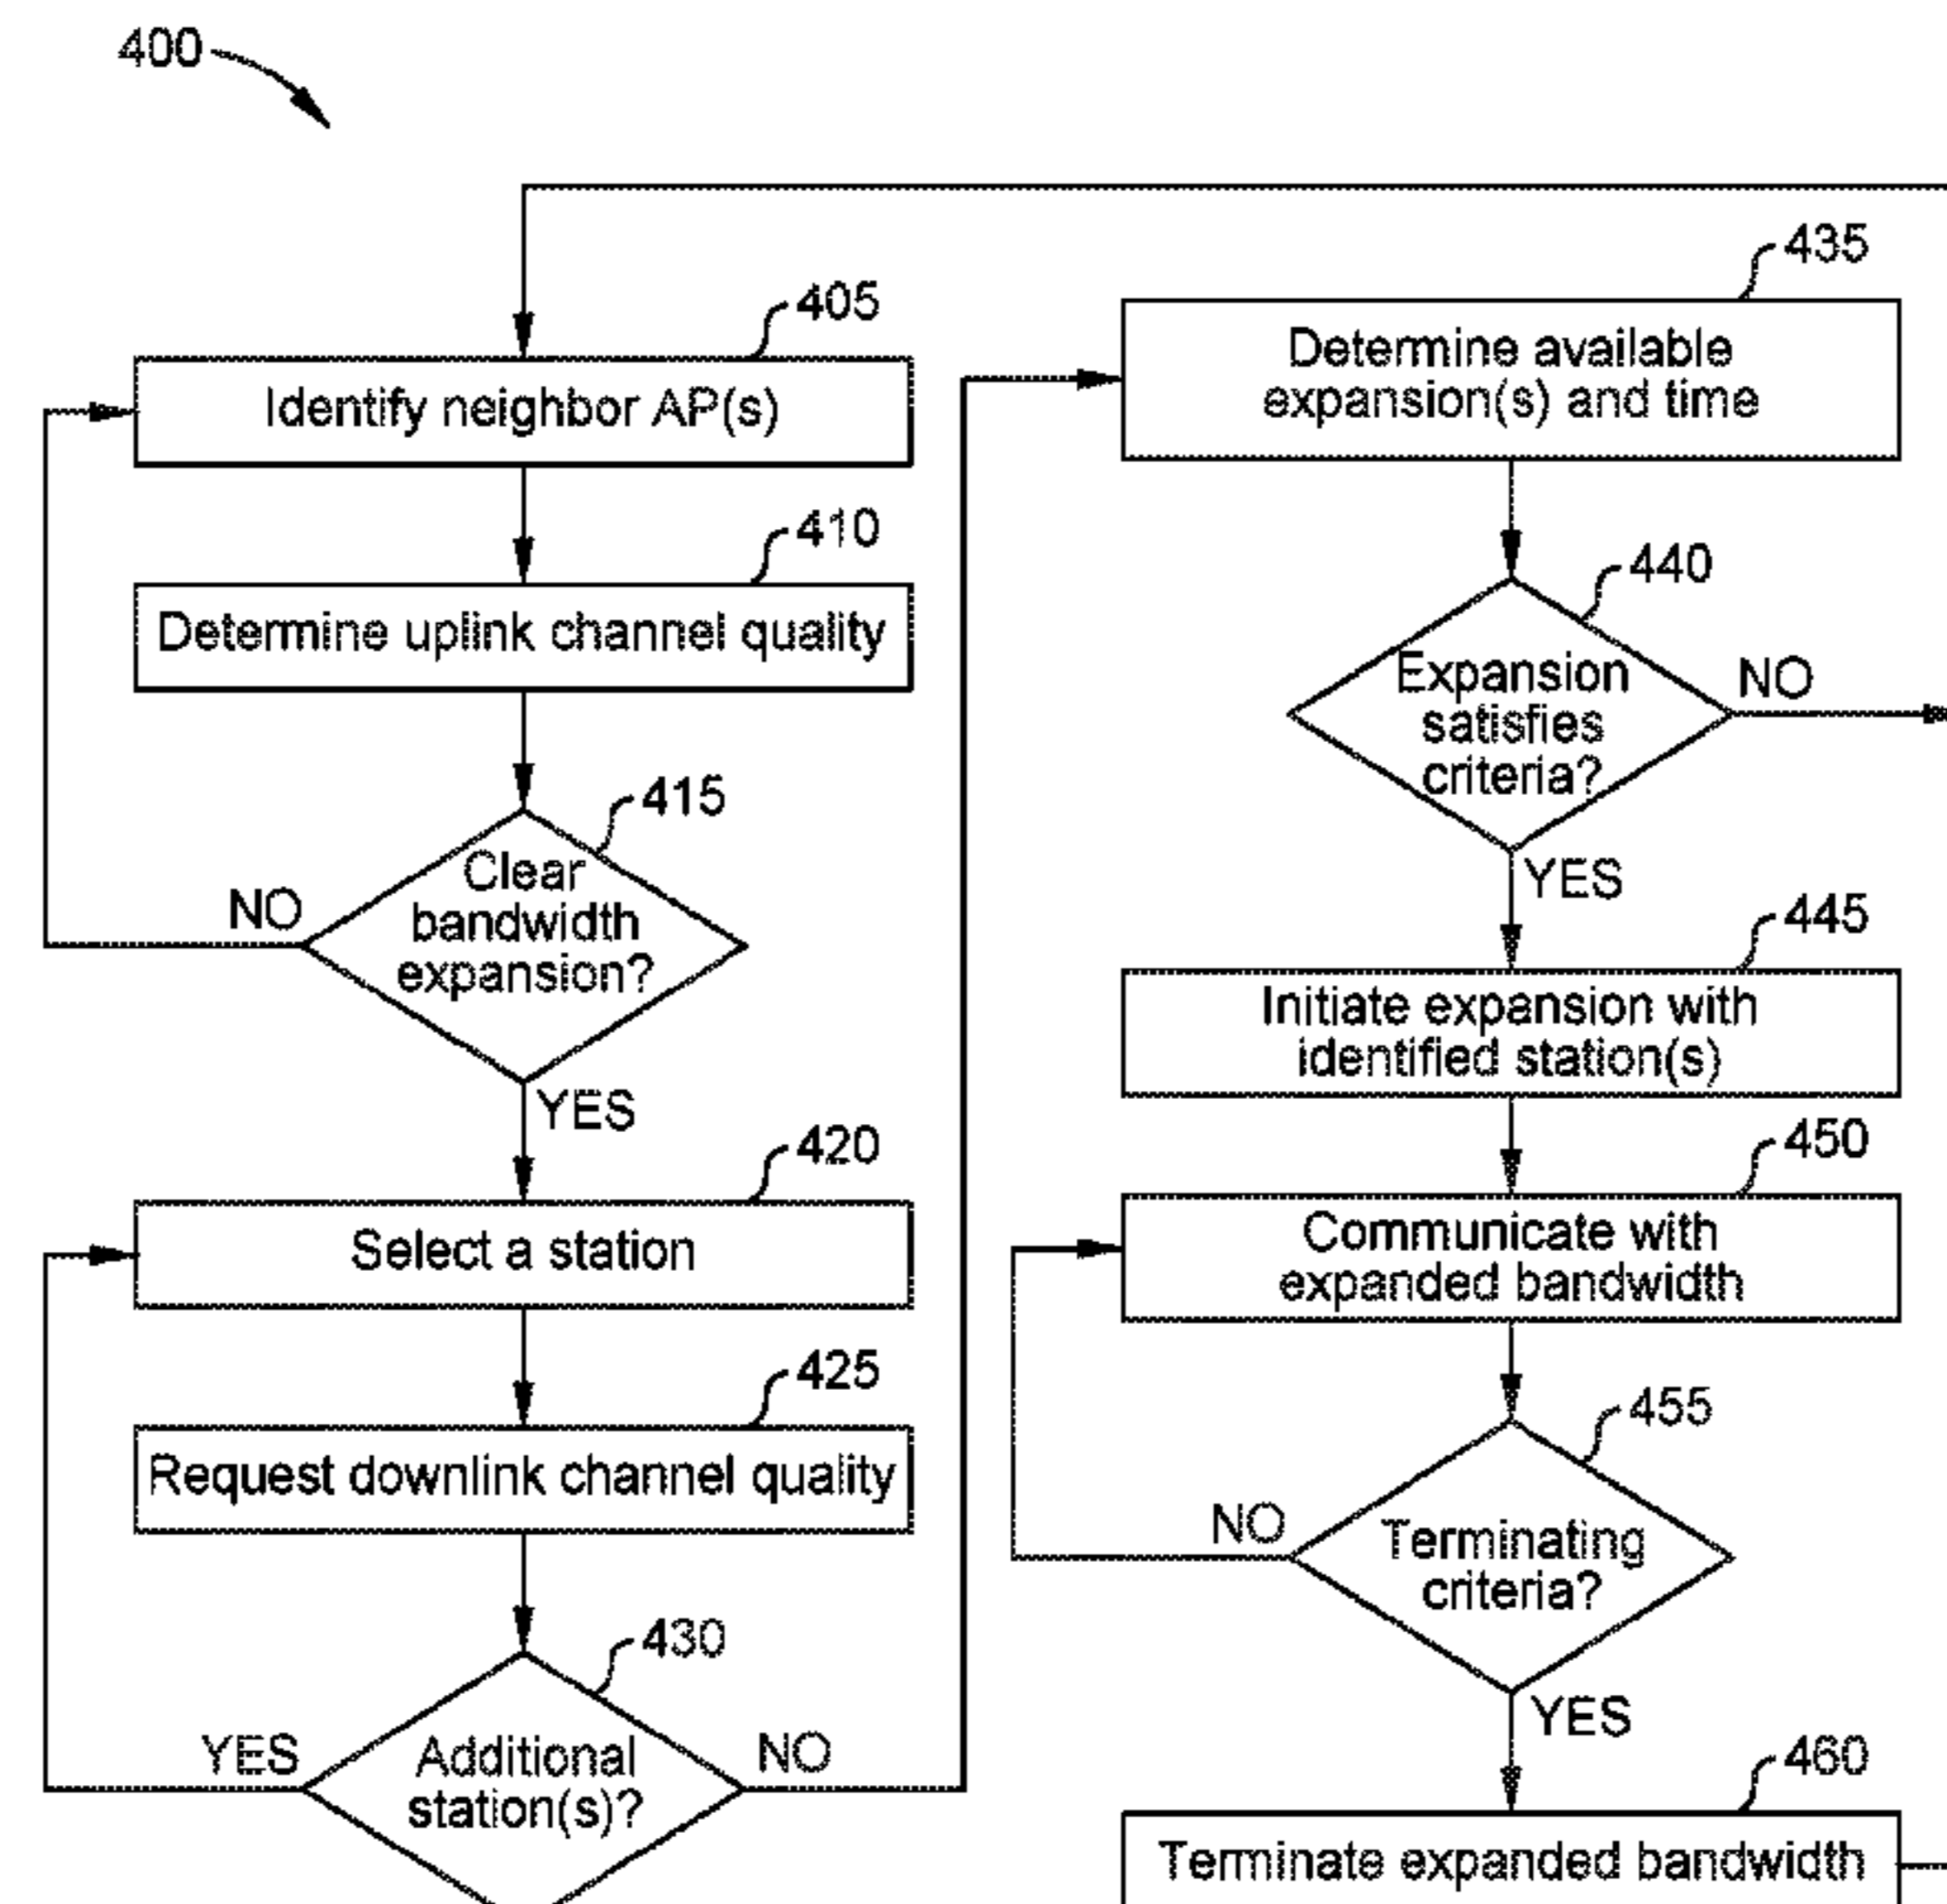 400
405
Identify neighbor AP(s)
410
Determine uplink channel quality
415
Clear
bandwidth
expansion?
NO
YES
420
Select a station
425
Request downlink channel quality
430
Additional
station(s)?
YES
NO
435
Determine available
expansion(s) and time
440
Expansion
satisfies
criteria?
NO
YES
445
Initiate expansion with
identified station(s)
450
Communicate with
expanded bandwidth
455
Terminating
criteria?
NO
YES
460
Terminate expanded bandwidth